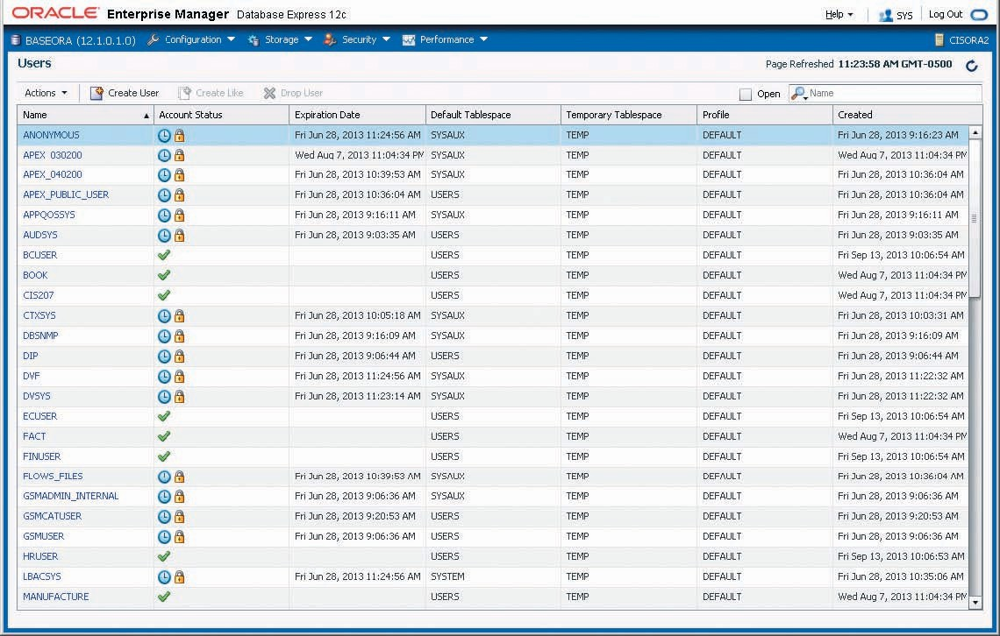 ORACLE Enterprise Manager Database Express 12c Help SYS Log Out
BASEORA (12.1.0.1.0) Configuration Storage Security Performance CISORA2
Users Page Refreshed 11:23:58 AM GMT-0500
Actions Create User Create Like Drop User Open Name
Name Account Status Expiration Date Default Tablespace Temporary Tablespace Profile Created
ANONYMOUS Fri Jun 28, 2013 11:24:56 AM SYSAUX TEMP DEFAULT Fri Jun 28, 2013 9:16:23 AM
APEX_030200 Wed Aug 7, 2013 11:04:34 PM SYSAUX TEMP DEFAULT Wed Aug 7, 2013 11:04:34 PM
APEX_040200 Fri Jun 28, 2013 10:39:53 AM SYSAUX TEMP DEFAULT Fri Jun 28, 2013 10:36:04 AM
APEX_PUBLIC_USER Fri Jun 28, 2013 10:36:04 AM USERS TEMP DEFAULT Fri Jun 28, 2013 10:36:04 AM
APPQOSSYS Fri Jun 28, 2013 9:16:11 AM SYSAUX TEMP DEFAULT Fri Jun 28, 2013 9:16:11 AM
AUDSYS Fri Jun 28, 2013 9:03:35 AM USERS TEMP DEFAULT Fri Jun 28, 2013 9:03:35 AM
BCUSER USERS TEMP DEFAULT Fri Sep 13, 2013 10:06:54 AM
BOOK USERS TEMP DEFAULT Wed Aug 7, 2013 11:04:34 PM
CIS207 USERS TEMP DEFAULT Wed Aug 7, 2013 11:04:34 PM
CTXSYS Fri Jun 28, 2013 10:05:18 AM SYSAUX TEMP DEFAULT Fri Jun 28, 2013 10:03:31 AM
DBSNMP Fri Jun 28, 2013 9:16:09 AM SYSAUX TEMP DEFAULT Fri Jun 28, 2013 9:16:09 AM
DIP Fri Jun 28, 2013 9:06:44 AM USERS TEMP DEFAULT Fri Jun 28, 2013 9:06:44 AM
DVF Fri Jun 28, 2013 11:24:56 AM SYSAUX TEMP DEFAULT Fri Jun 28, 2013 11:22:32 AM
DVSYS Fri Jun 28, 2013 11:23:14 AM SYSAUX TEMP DEFAULT Fri Jun 28, 2013 11:22:32 AM
ECUSER USERS TEMP DEFAULT Fri Sep 13, 2013 10:06:54 AM
FACT USERS TEMP DEFAULT Wed Aug 7, 2013 11:04:34 PM
FINUSER USERS TEMP DEFAULT Fri Sep 13, 2013 10:06:54 AM
FLOWS_FILES Fri Jun 28, 2013 10:39:53 AM SYSAUX TEMP DEFAULT Fri Jun 28, 2013 10:36:04 AM
GSMADMIN_INTERNAL Fri Jun 28, 2013 9:06:36 AM SYSAUX TEMP DEFAULT Fri Jun 28, 2013 9:06:36 AM
GSMCATUSER Fri Jun 28, 2013 9:20:53 AM USERS TEMP DEFAULT Fri Jun 28, 2013 9:20:53 AM
GSMUSER Fri Jun 28, 2013 9:06:36 AM USERS TEMP DEFAULT Fri Jun 28, 2013 9:06:36 AM
HRUSER USERS TEMP DEFAULT Fri Sep 13, 2013 10:06:53 AM
LBACSYS Fri Jun 28, 2013 11:24:56 AM SYSTEM TEMP DEFAULT Fri Jun 28, 2013 10:35:06 AM
MANUFACTURE USERS TEMP DEFAULT Wed Aug 7, 2013 11:04:34 PM